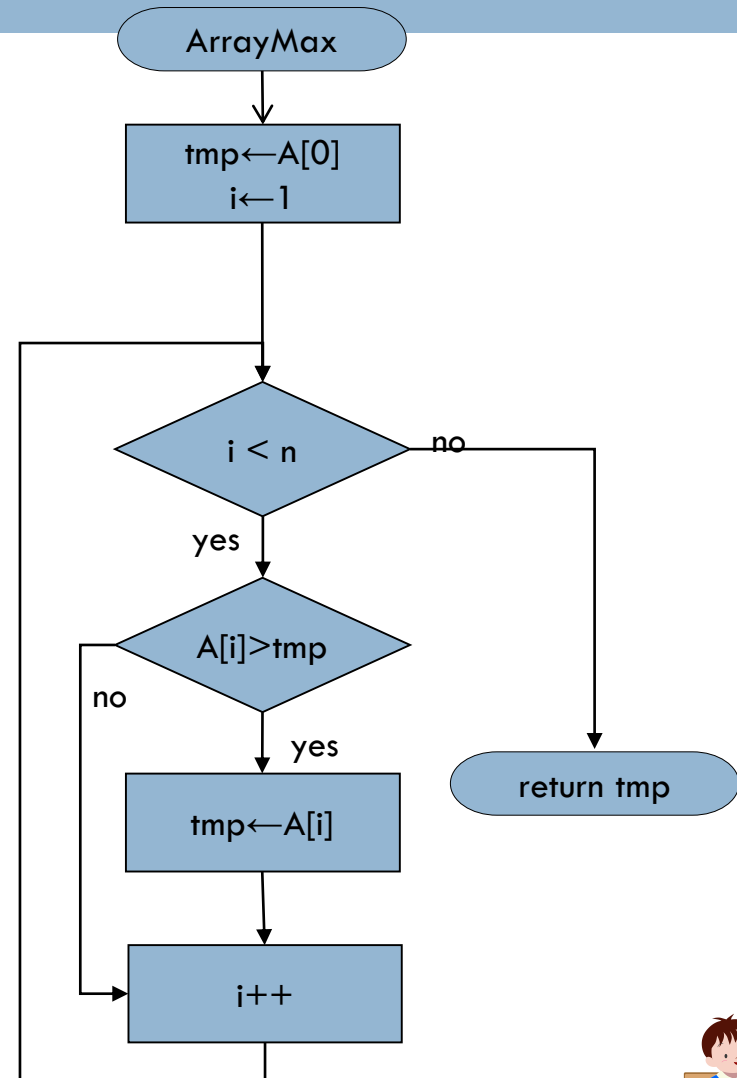 ArrayMax
tmp←A[0]
i←1
i < n
no
yes
A[i]>tmp
no
yes
tmp←A[i]
return tmp
i++